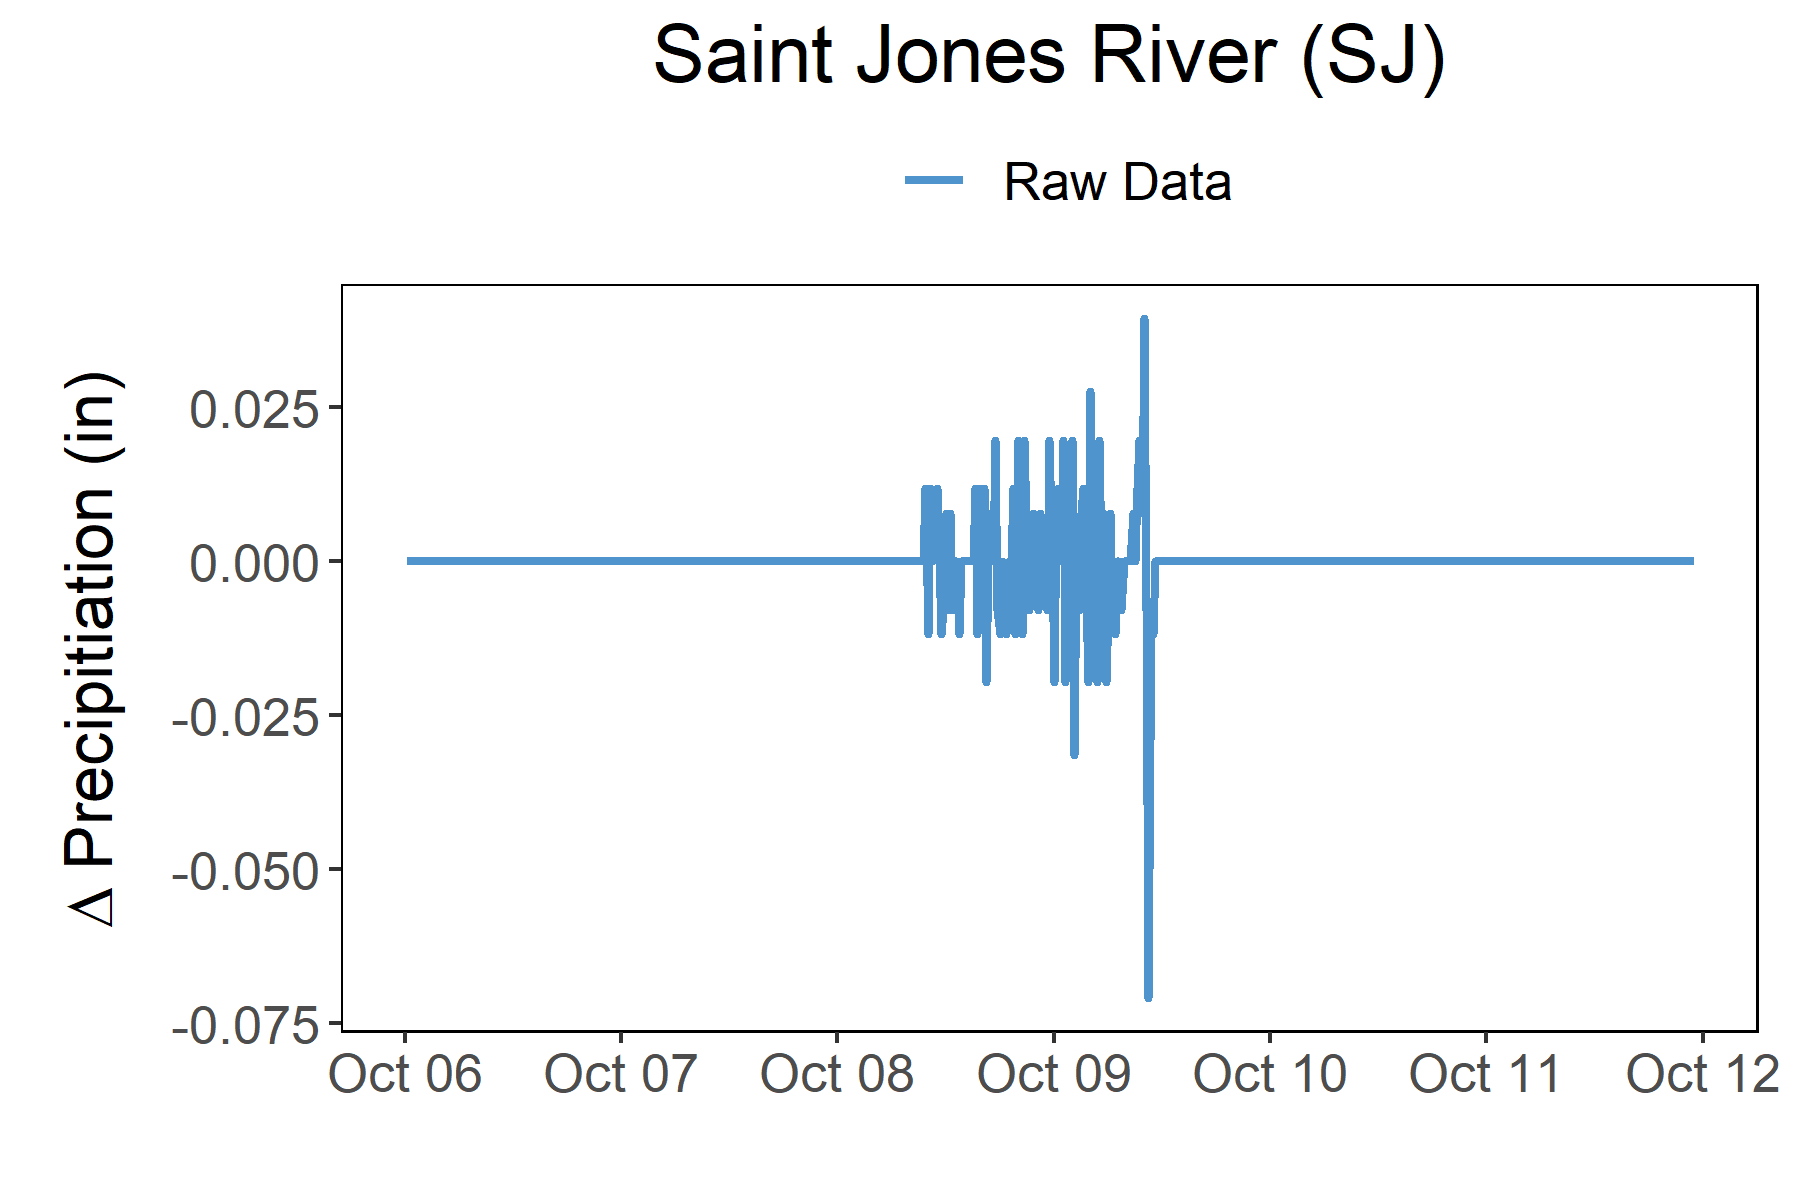 Saint Jones River (SJ)
Raw Data
Δ Precipitiation (in)
0.025
0.000
-0.025
-0.050
-0.075
Oct 06 Oct 07 Oct 08 Oct 09 Oct 10 Oct 11 Oct 12